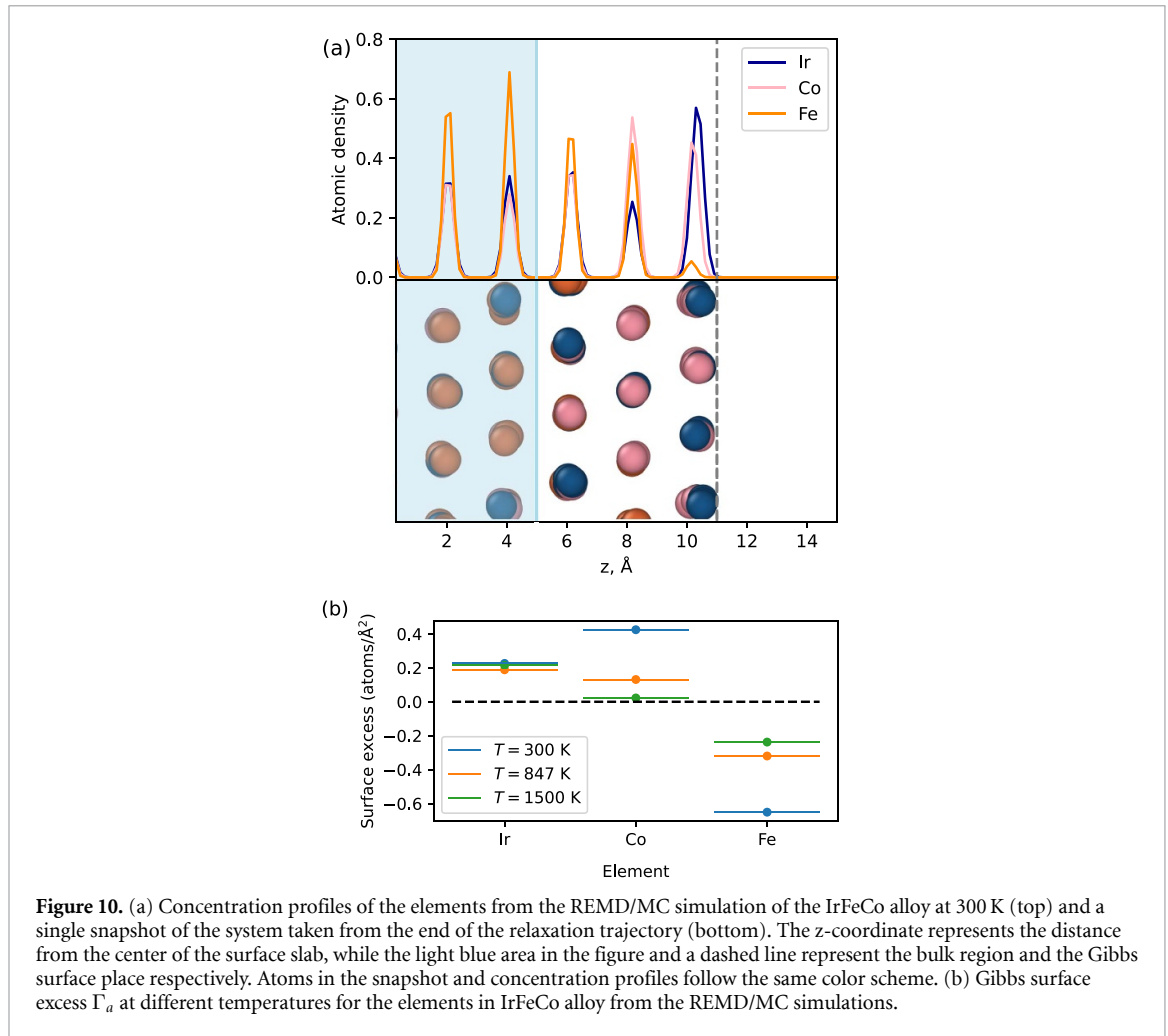 (a)
0.8
0.6
0.4
0.2
0.0
Atomic density
Ir
Co
Fe
2 4 6 8 10 12 14
z, Å
(b)
0.4
0.2
0.0
−0.2
−0.4
−0.6
Surface excess (atoms/Å²)
T = 300 K
T = 847 K
T = 1500 K
Ir Co Fe
Element
Figure 10. (a) Concentration profiles of the elements from the REMD/MC simulation of the IrFeCo alloy at 300 K (top) and a
single snapshot of the system taken from the end of the relaxation trajectory (bottom). The z-coordinate represents the distance
from the center of the surface slab, while the light blue area in the figure and a dashed line represent the bulk region and the Gibbs
surface place respectively. Atoms in the snapshot and concentration profiles follow the same color scheme. (b) Gibbs surface
excess Γₐ at different temperatures for the elements in IrFeCo alloy from the REMD/MC simulations.